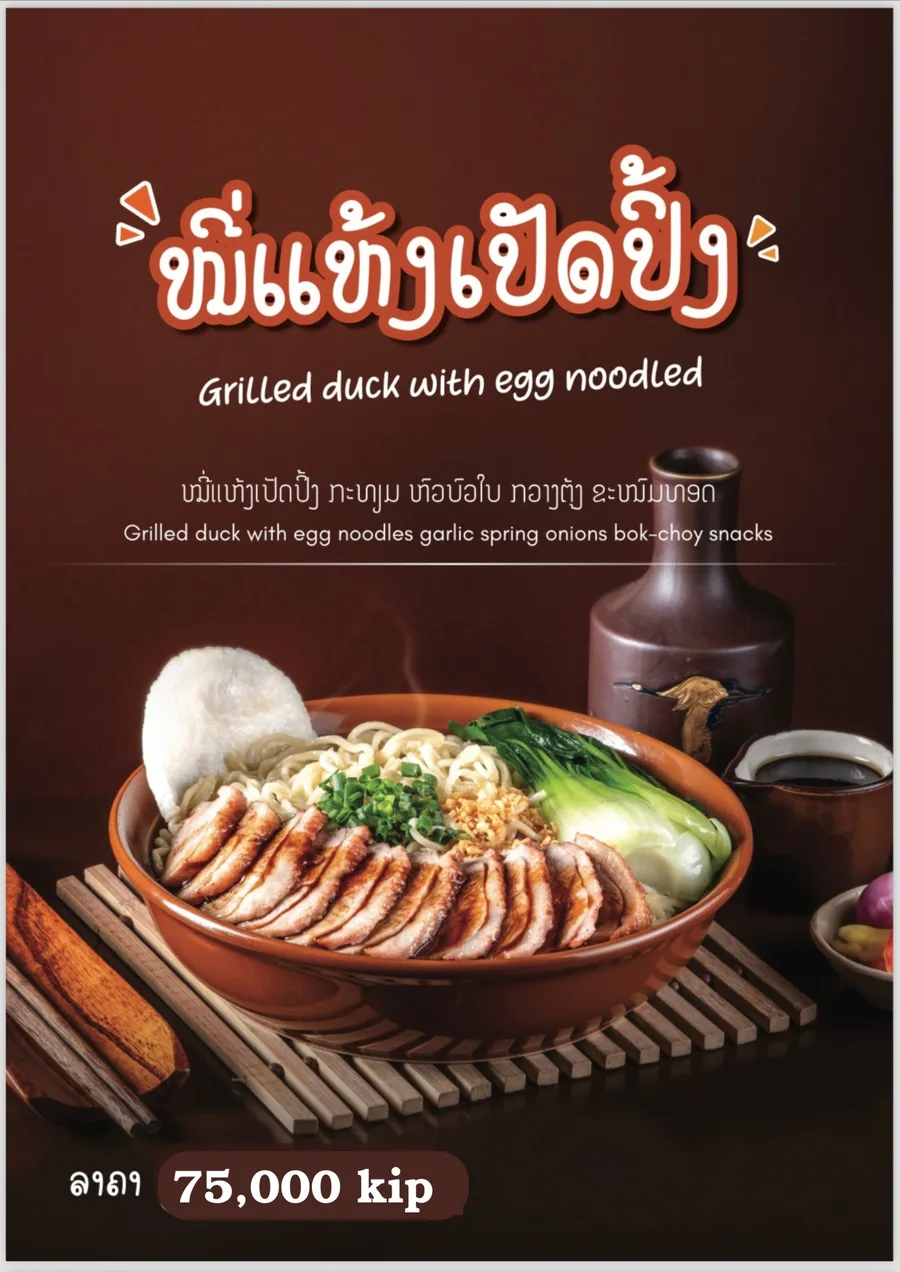 ໝີ່ແຫ້ງເປັດປີ້ງ
Grilled duck with egg noodled
ໝີ່ແຫ້ງເປັດປີ້ງ ກະທຽມ ຫົວບົວໃບ ກວາງຕຸ້ງ ຂະໜົມທອດ
Grilled duck with egg noodles garlic spring onions bok-choy snacks
ລາຄາ 75,000 kip